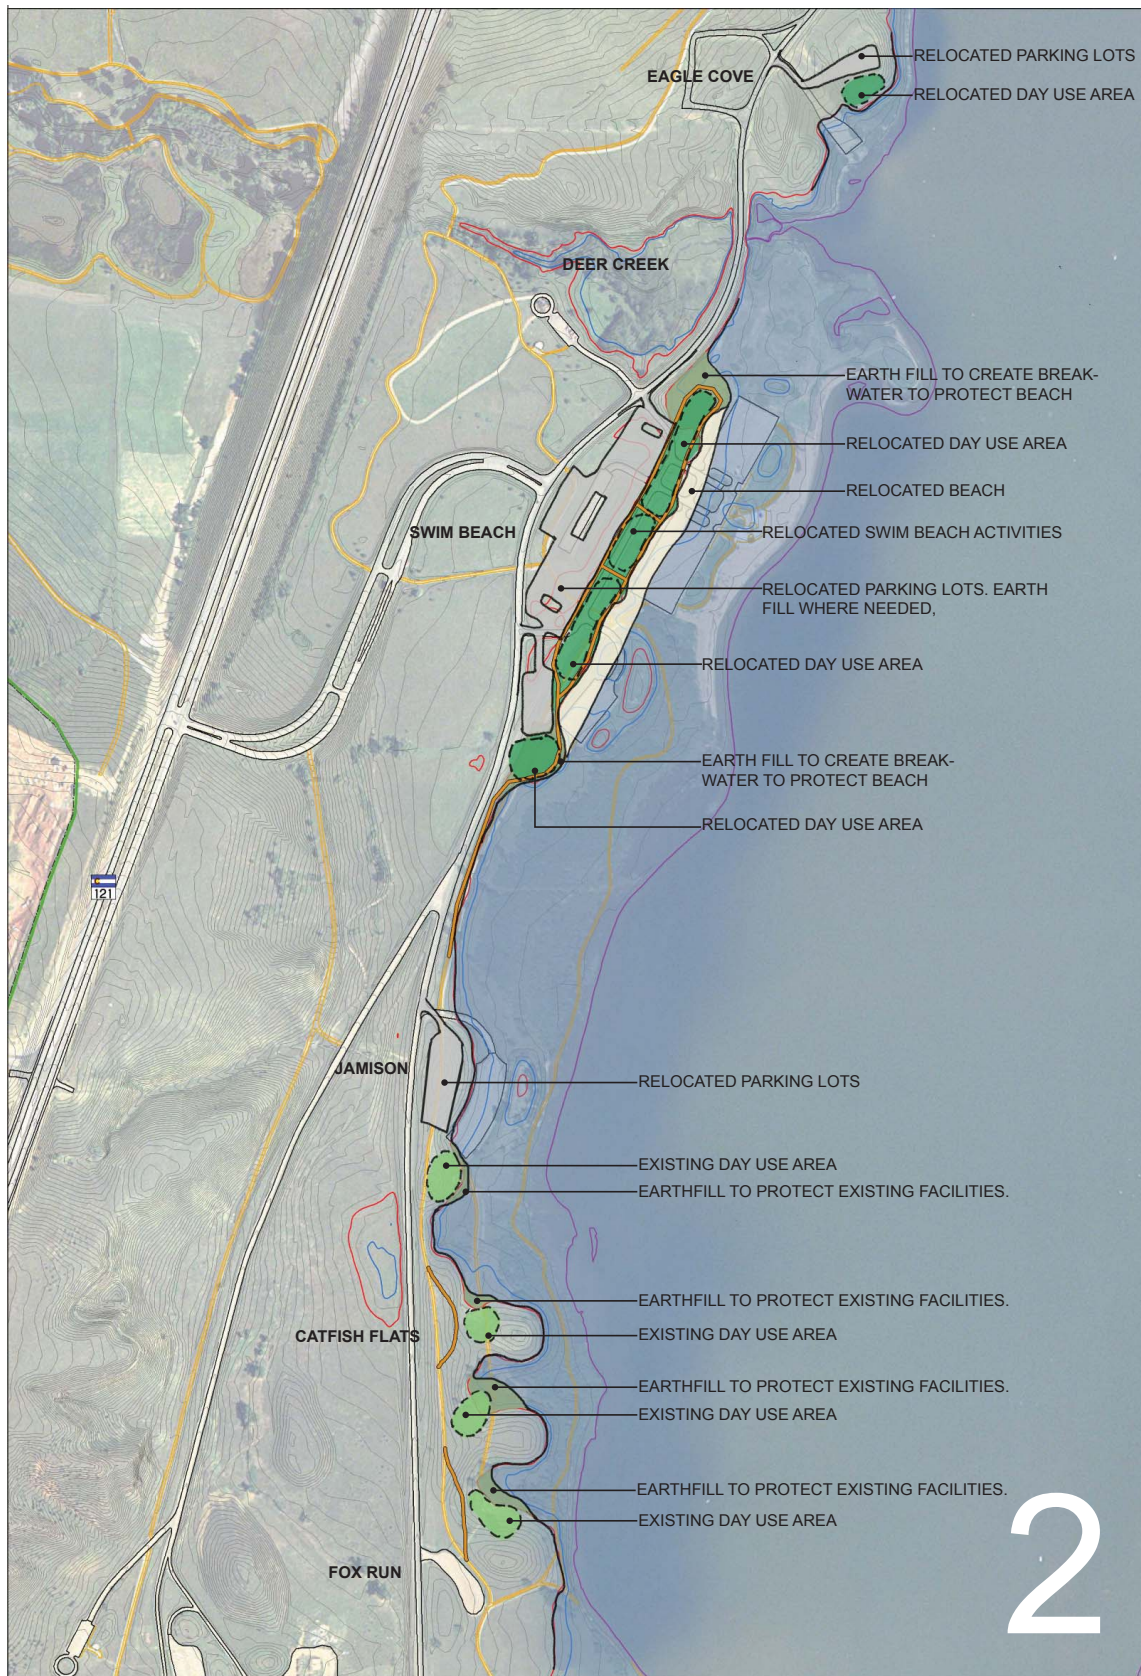 RELOCATED PARKING LOTS
EAGLE COVE
RELOCATED DAY USE AREA
DEER CREEK
EARTH FILL TO CREATE BREAK-
WATER TO PROTECT BEACH
RELOCATED DAY USE AREA
RELOCATED BEACH
SWIM BEACH
RELOCATED SWIM BEACH ACTIVITIES
RELOCATED PARKING LOTS. EARTH
FILL WHERE NEEDED,
RELOCATED DAY USE AREA
EARTH FILL TO CREATE BREAK-
WATER TO PROTECT BEACH
RELOCATED DAY USE AREA
121
JAMISON
RELOCATED PARKING LOTS
EXISTING DAY USE AREA
EARTHFILL TO PROTECT EXISTING FACILITIES.
EARTHFILL TO PROTECT EXISTING FACILITIES.
CATFISH FLATS
EXISTING DAY USE AREA
EARTHFILL TO PROTECT EXISTING FACILITIES.
EXISTING DAY USE AREA
EARTHFILL TO PROTECT EXISTING FACILITIES.
EXISTING DAY USE AREA
FOX RUN
2